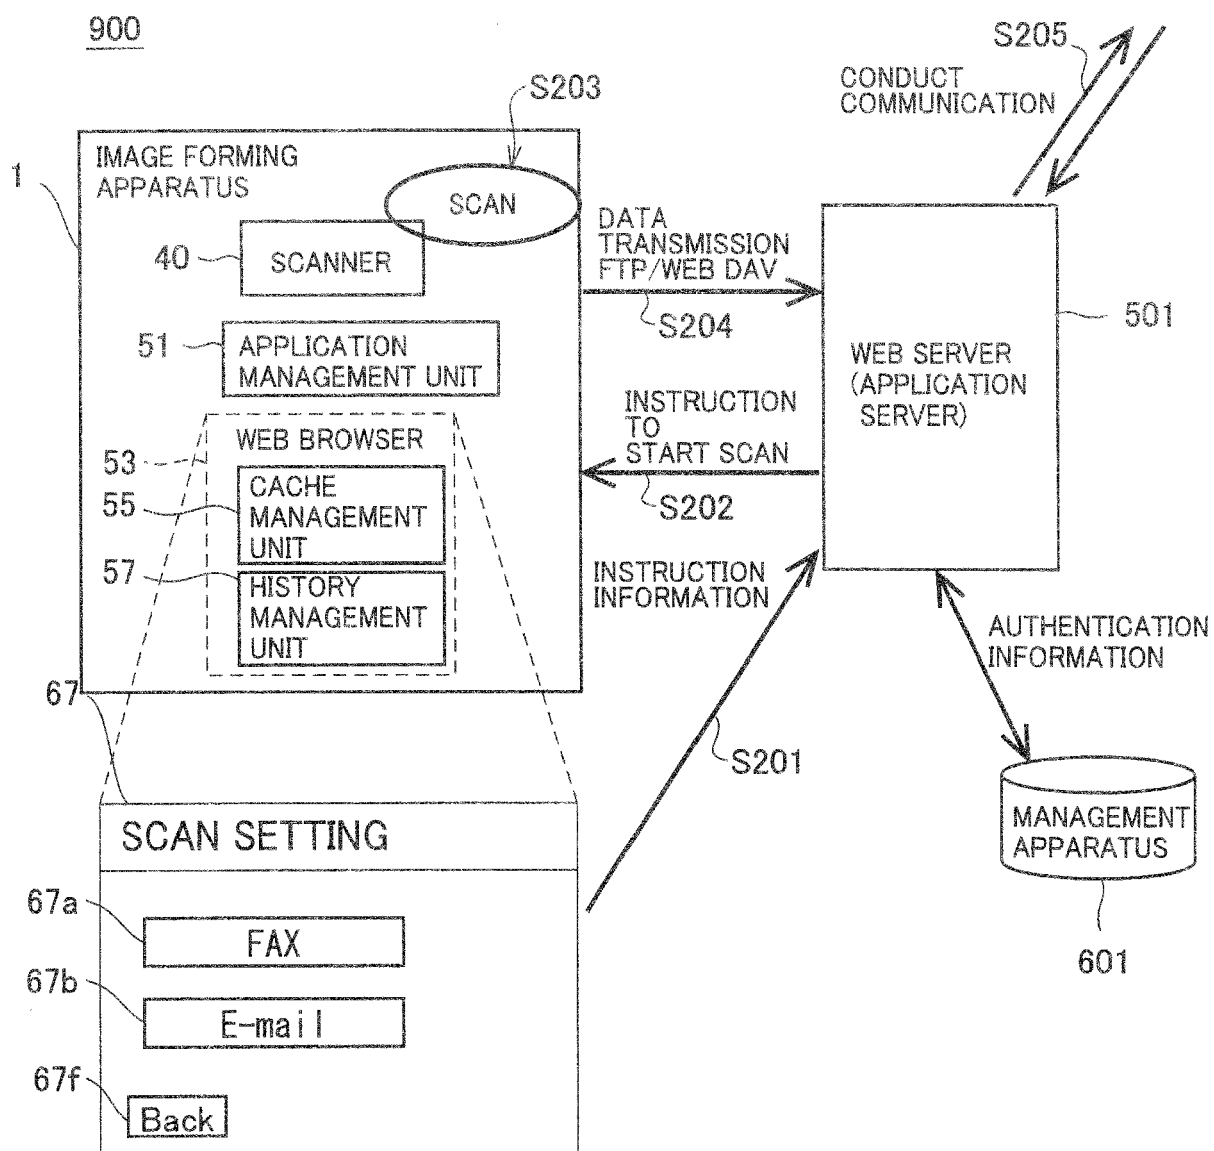 900
S205
CONDUCT
COMMUNICATION
S203
1
IMAGE FORMING
APPARATUS
SCAN
40
SCANNER
DATA
TRANSMISSION
FTP/WEB DAV
S204
501
51
APPLICATION
MANAGEMENT UNIT
WEB SERVER
(APPLICATION
SERVER)
INSTRUCTION
TO
START SCAN
S202
WEB BROWSER
53
55
CACHE
MANAGEMENT
UNIT
57
HISTORY
MANAGEMENT
UNIT
INSTRUCTION
INFORMATION
AUTHENTICATION
INFORMATION
67
S201
MANAGEMENT
APPARATUS
601
SCAN SETTING
67a
FAX
67b
E-mail
67f
Back